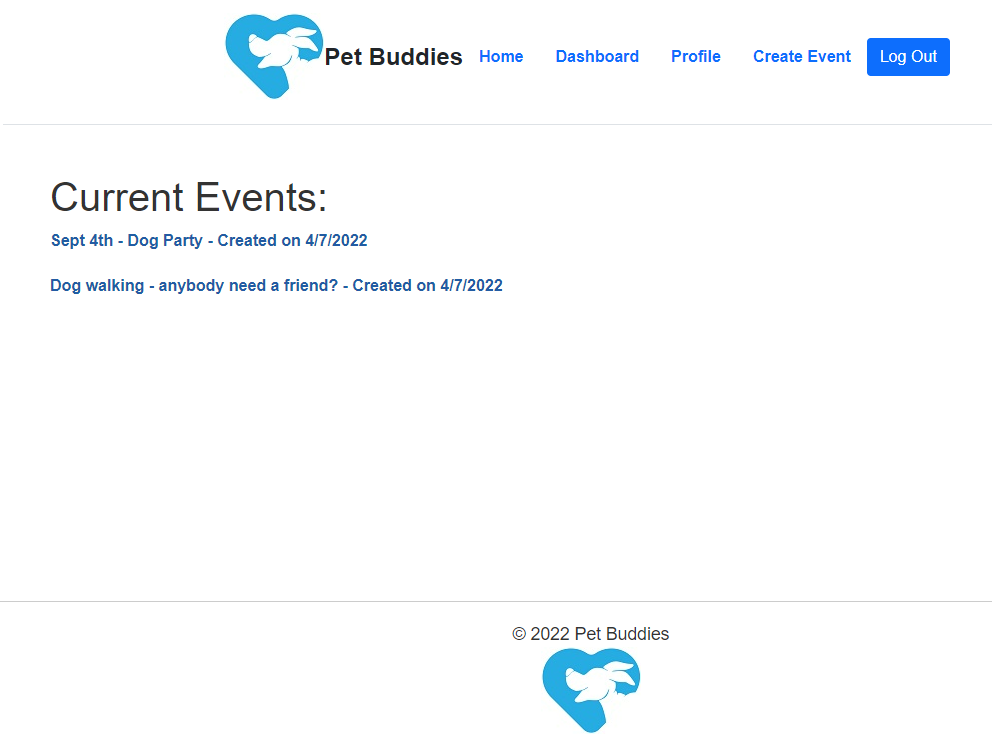 Pet Buddies Home Dashboard Profile Create Event Log Out
Current Events:
Sept 4th - Dog Party - Created on 4/7/2022
Dog walking - anybody need a friend? - Created on 4/7/2022
© 2022 Pet Buddies